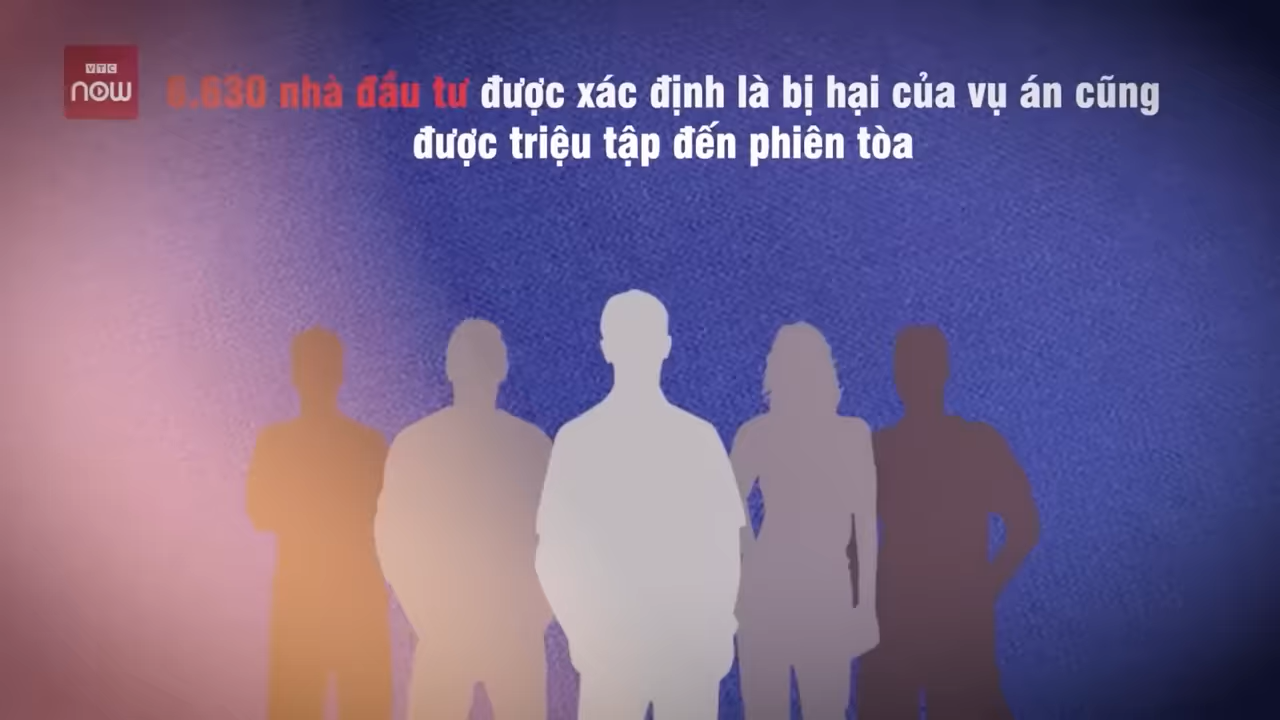 VTC
now
6.630 nhà đầu tư được xác định là bị hại của vụ án cũng
được triệu tập đến phiên tòa